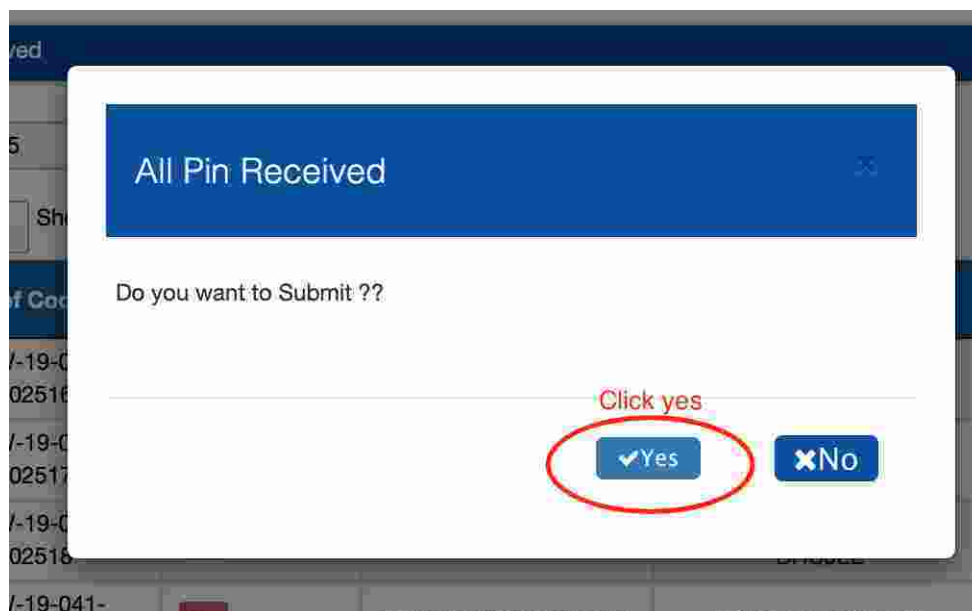 ved
5
All Pin Received
Sh
Do you want to Submit ??
of Co
/-19-0
02516
Click yes
/-19-0
02517
Yes
No
/-19-0
02518
/-19-041-